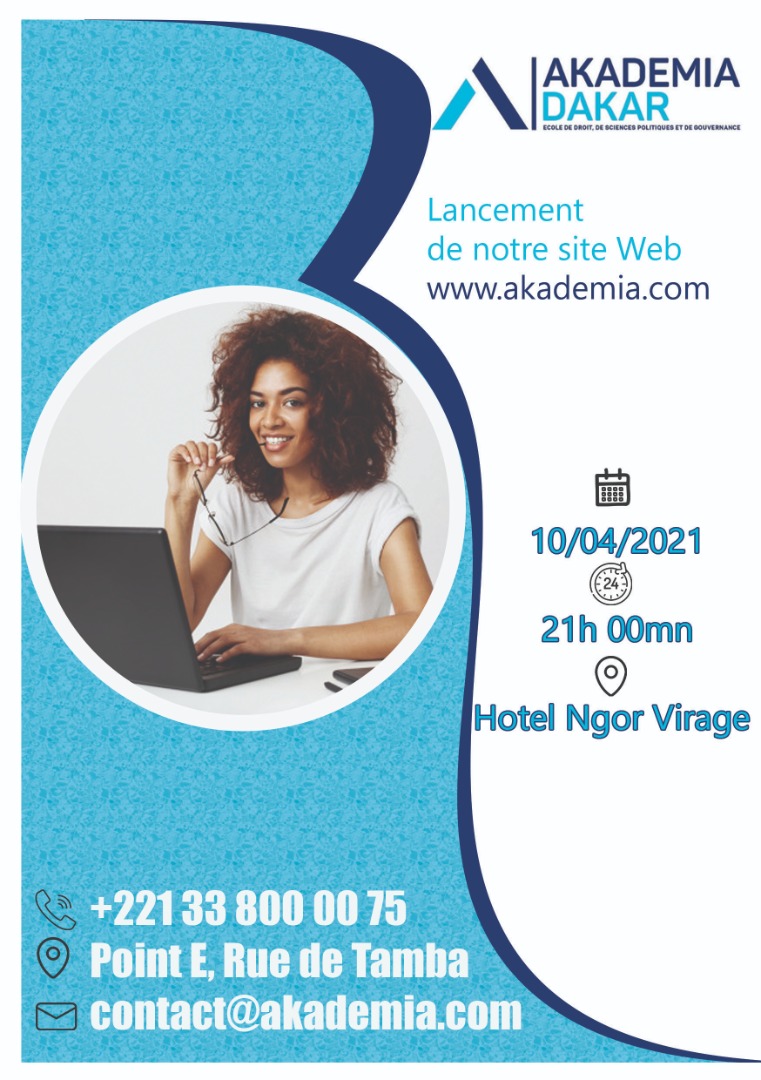 AKADEMIA
DAKAR
ECOLE DE DROIT, DE SCIENCES POLITIQUES ET DE GOUVERNANCE
Lancement
de notre site Web
www.akademia.com
10/04/2021
24
21h 00mn
Hotel Ngor Virage
+221 33 800 00 75
Point E, Rue de Tamba
contact@akademia.com